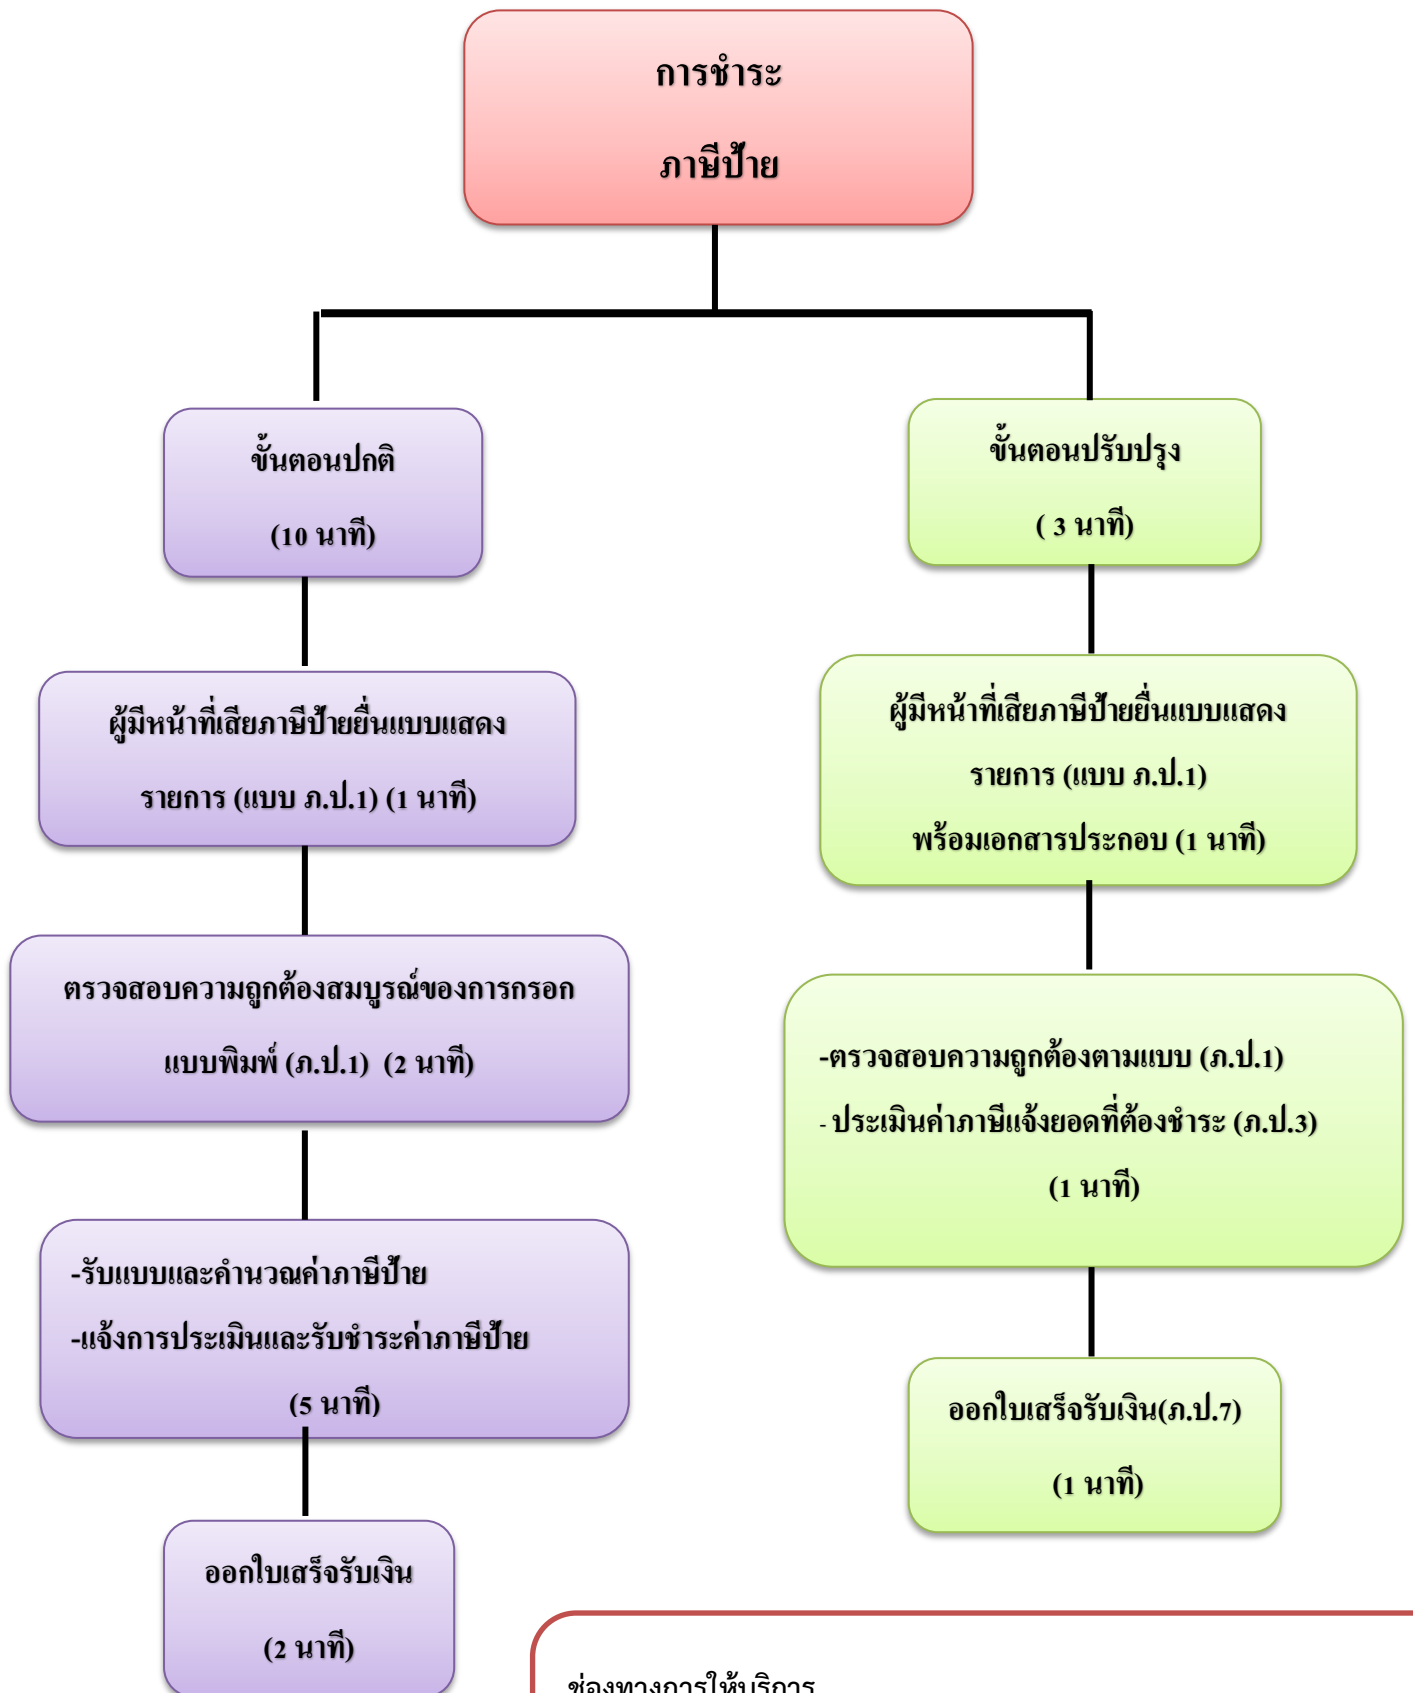 การชำระ
ภาษีป้าย
ขั้นตอนปกติ
(10 นาที)
ผู้มีหน้าที่เสียภาษีป้ายยื่นแบบแสดง
รายการ (แบบ ภ.ป.1) (1 นาที)
ตรวจสอบความถูกต้องสมบูรณ์ของการกรอก
แบบพิมพ์ (ภ.ป.1)  (2 นาที)
-รับแบบและคำนวณค่าภาษีป้าย
-แจ้งการประเมินและรับชำระค่าภาษีป้าย
(5 นาที)
ออกใบเสร็จรับเงิน
(2 นาที)
ขั้นตอนปรับปรุง
( 3 นาที)
ผู้มีหน้าที่เสียภาษีป้ายยื่นแบบแสดง
รายการ (แบบ ภ.ป.1)
พร้อมเอกสารประกอบ (1 นาที)
-ตรวจสอบความถูกต้องตามแบบ (ภ.ป.1)
- ประเมินค่าภาษีแจ้งยอดที่ต้องชำระ (ภ.ป.3)
(1 นาที)
ออกใบเสร็จรับเงิน(ภ.ป.7)
(1 นาที)
ช่องทางการให้บริการ